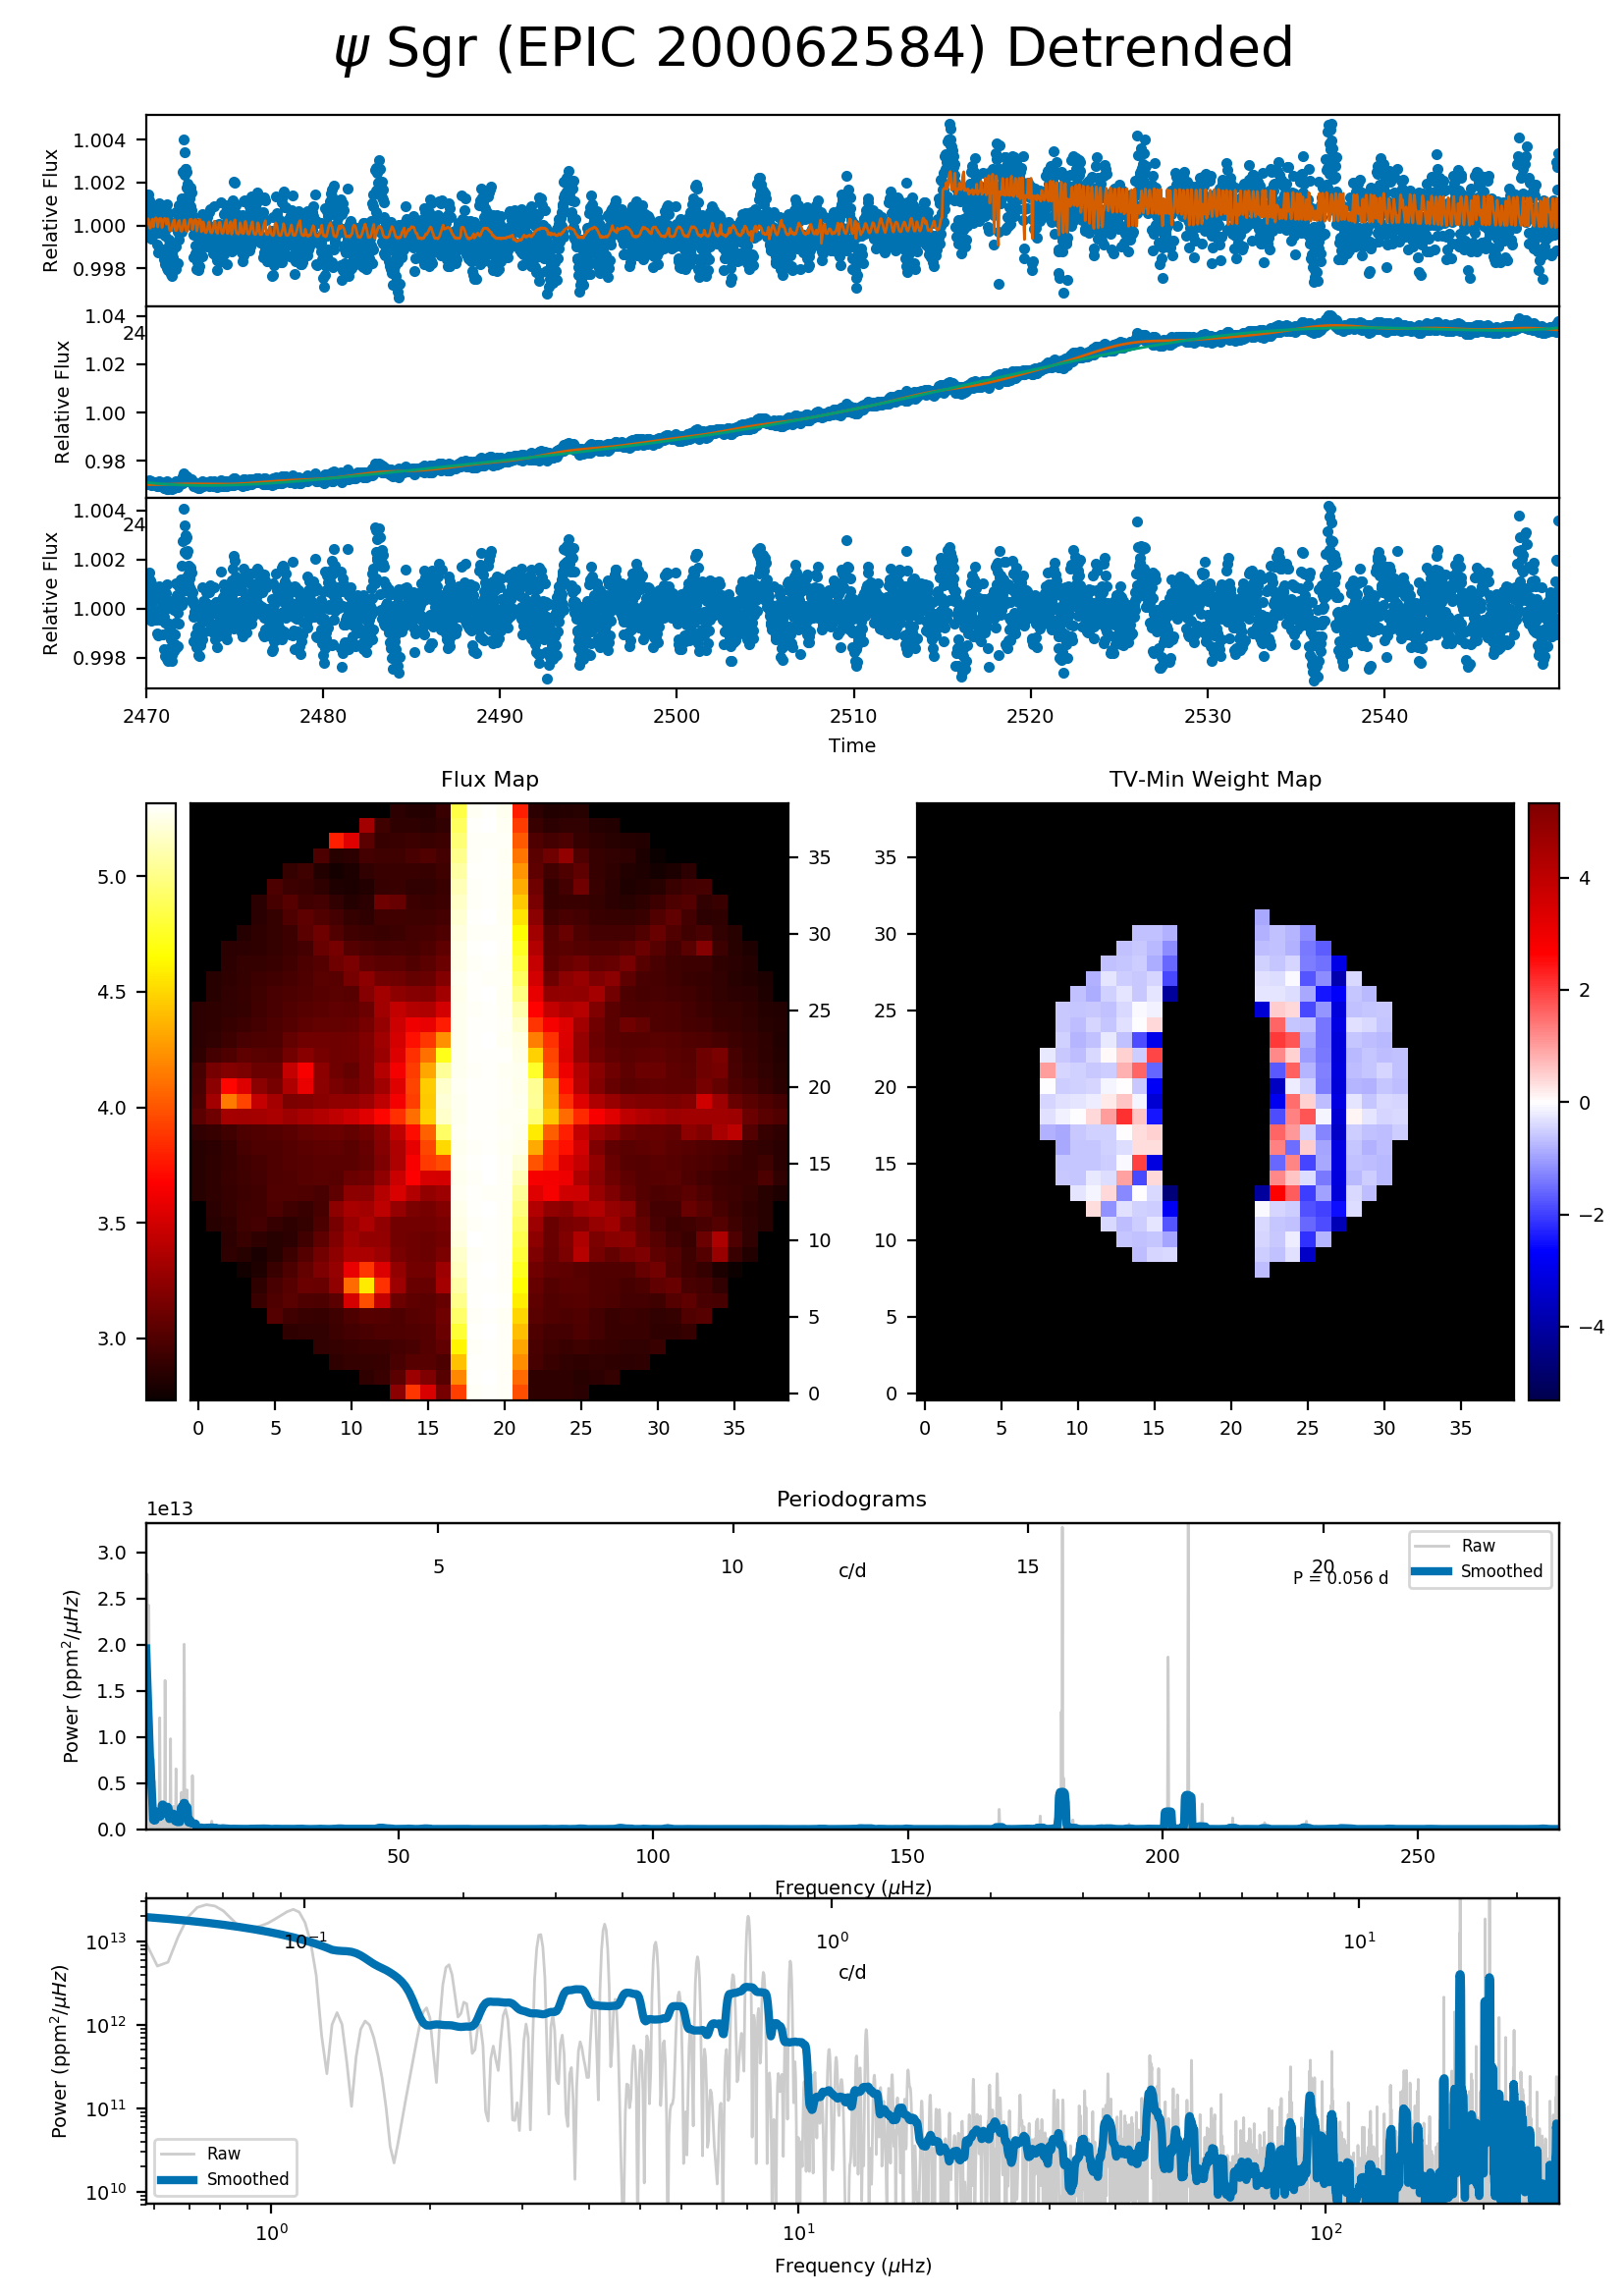 ψ Sgr (EPIC 200062584) Detrended
1.004
1.002
1.000
0.998
Relative Flux
24
1.04
1.02
1.00
0.98
Relative Flux
24
1.004
1.002
1.000
0.998
Relative Flux
2470 2480 2490 2500 2510 2520 2530 2540
Time
Flux Map
5.0
4.5
4.0
3.5
3.0
35
30
25
20
15
10
5
0
0 5 10 15 20 25 30 35
TV-Min Weight Map
35
30
25
20
15
10
5
0
0 5 10 15 20 25 30 35
4
2
0
−2
−4
Periodograms
1e13
3.0
2.5
2.0
1.5
1.0
0.5
0.0
Power (ppm²/μHz)
5 10 15 20
c/d
P = 0.056 d
Raw
Smoothed
50 100 150 200 250
Frequency (μHz)
10⁻¹ 10⁰ 10¹
c/d
10¹³
10¹²
10¹¹
10¹⁰
Power (ppm²/μHz)
Raw
Smoothed
10⁰ 10¹ 10²
Frequency (μHz)